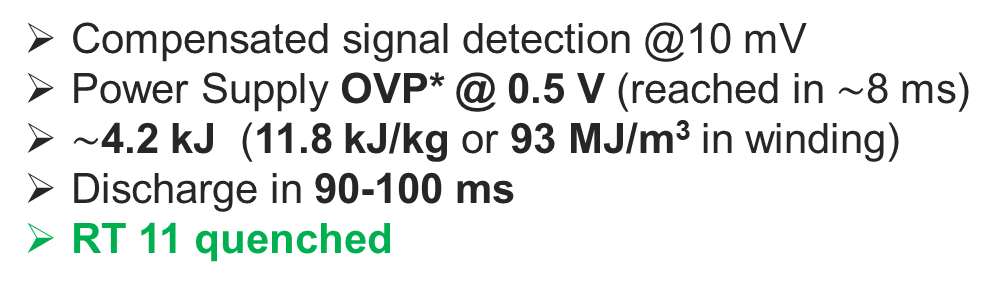 ➢ Compensated signal detection @10 mV
➢ Power Supply OVP* @ 0.5 V (reached in ~8 ms)
➢ ~4.2 kJ (11.8 kJ/kg or 93 MJ/m³ in winding)
➢ Discharge in 90-100 ms
➢ RT 11 quenched